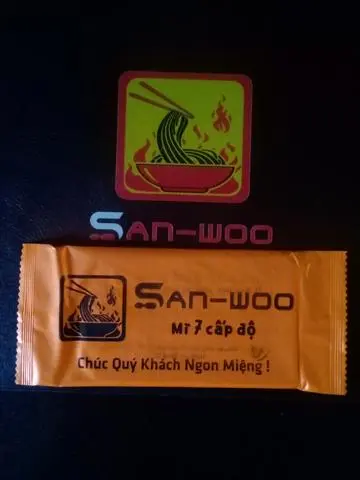 SAN-WOO
SAN-WOO
Mì 7 cấp độ
Chúc Quý Khách Ngon Miệng !